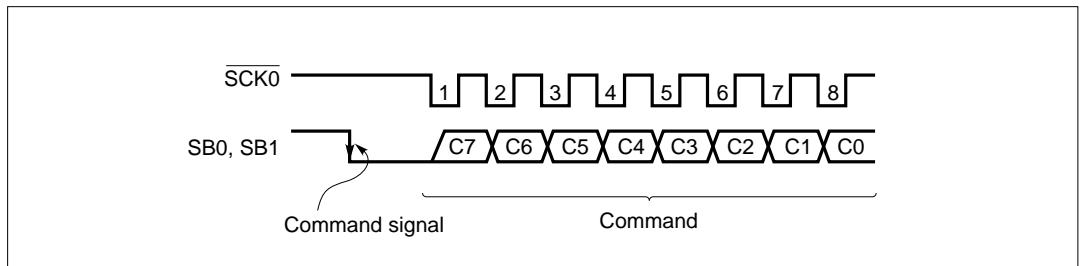 SCK0
1 2 3 4 5 6 7 8
SB0, SB1
C7 C6 C5 C4 C3 C2 C1 C0
Command signal
Command